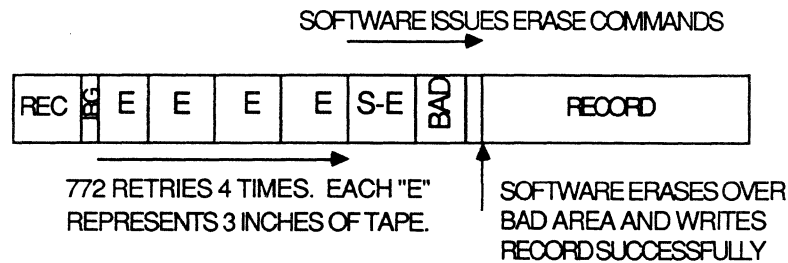 SOFTWARE ISSUES ERASE COMMANDS
REC IRG E E E E S-E BAD RECORD
772 RETRIES 4 TIMES. EACH "E"
REPRESENTS 3 INCHES OF TAPE.
SOFTWARE ERASES OVER
BAD AREA AND WRITES
RECORD SUCCESSFULLY